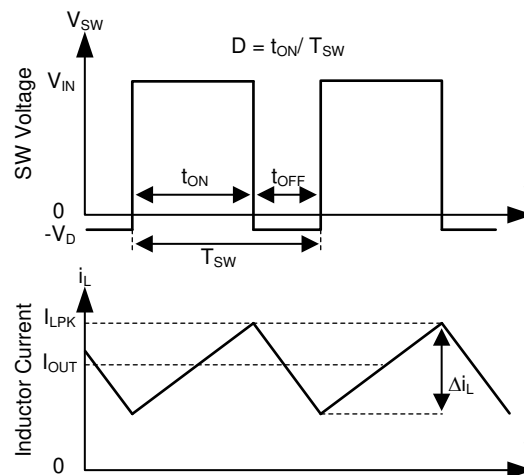 V_SW
D = t_ON/ T_SW
V_IN
SW Voltage
t_ON
t_OFF
0
-V_D
T_SW
i_L
I_LPK
Inductor Current
I_OUT
Δi_L
0